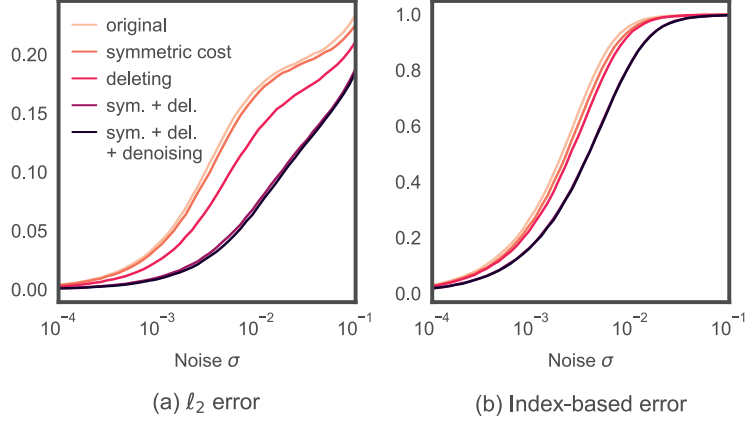 original
symmetric cost
deleting
sym. + del.
sym. + del.
+ denoising
0.20
0.15
0.10
0.05
0.00
10⁻⁴ 10⁻³ 10⁻² 10⁻¹
Noise σ
(a) ℓ₂ error
1.0
0.8
0.6
0.4
0.2
0.0
10⁻⁴ 10⁻³ 10⁻² 10⁻¹
Noise σ
(b) Index-based error